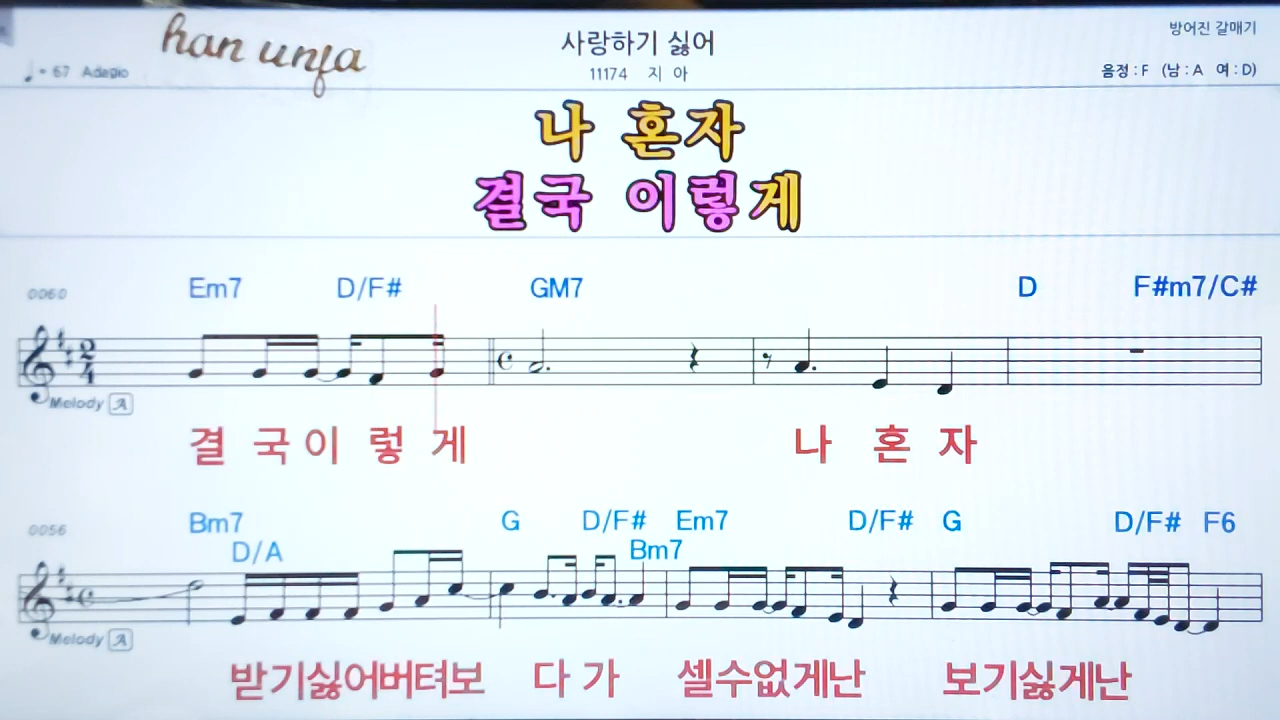 han unja
사랑하기 싫어
방어진 갈매기
♩= 67 Adagio
11174 지 아
음정 : F (남 : A 여 : D)
나 혼자
결국 이렇게
0060
Em7 D/F# GM7 D F#m7/C#
2
4
Melody A
결 국 이 렇 게 나 혼 자
0056
Bm7 G D/F# Em7 D/F# G D/F# F6
D/A Bm7
Melody A
받기싫어버텨보 다 가 셀수없게난 보기싫게난